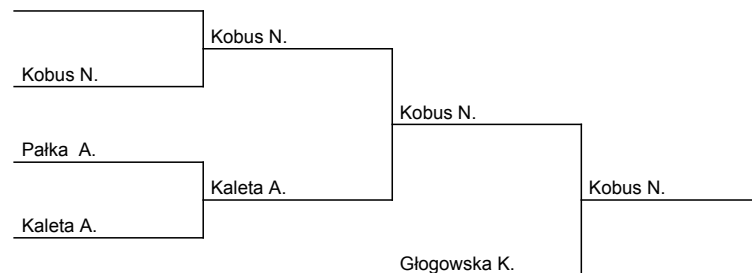 Kobus N.
Kobus N.
Kobus N.
Pałka  A.
Kaleta A.
Kobus N.
Kaleta A.
Głogowska K.